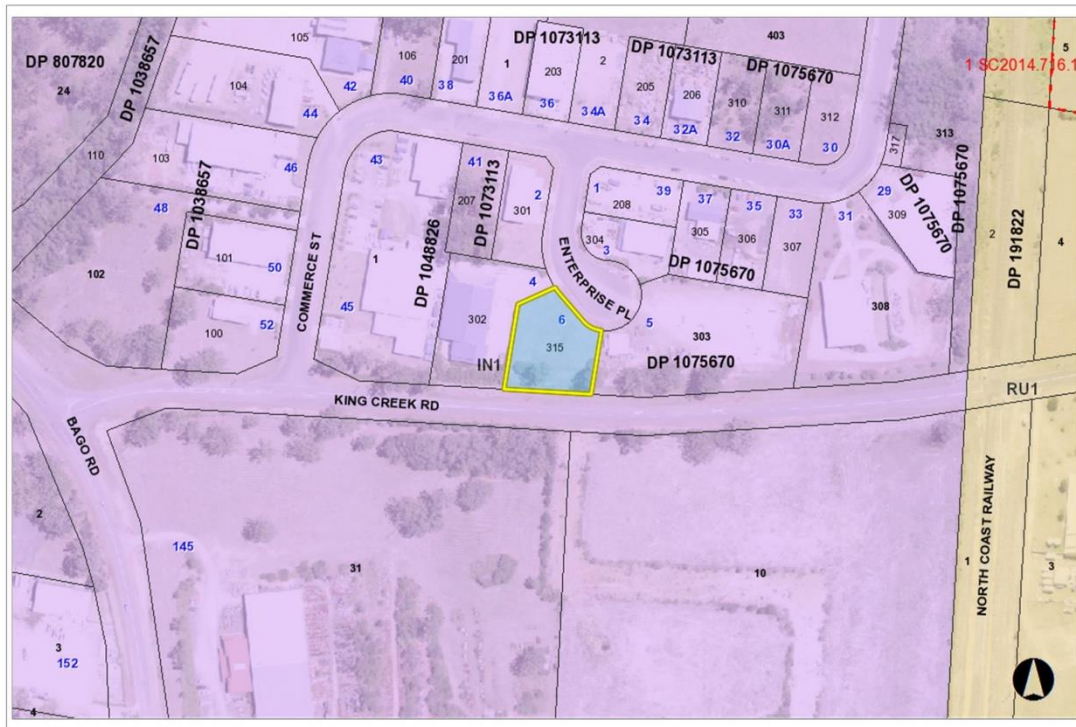 105
DP 1038657
DP 807820
24
104
42
44
106
40
201
38
DP 1073113
1
36A
203
36
2
34A
DP 1073113
205
34
206
32A
403
DP 1075670
310
32
311
30A
312
30
5
1 SC2014.716.1
313
317
DP 1075670
110
103
46
DP 1038657
48
43
41
207
DP 1073113
2
301
1
208
39
37
305
35
306
33
307
31
29
309
DP 1075670
304
3
DP 1075670
ENTERPRISE PL
102
101
50
100
52
COMMERCE ST
1
45
DP 1048826
4
302
6
315
5
303
DP 1075670
308
2
DP 191822
4
IN1
KING CREEK RD
RU1
BAGO RD
2
145
31
10
1
NORTH COAST RAILWAY
3
3
152
4